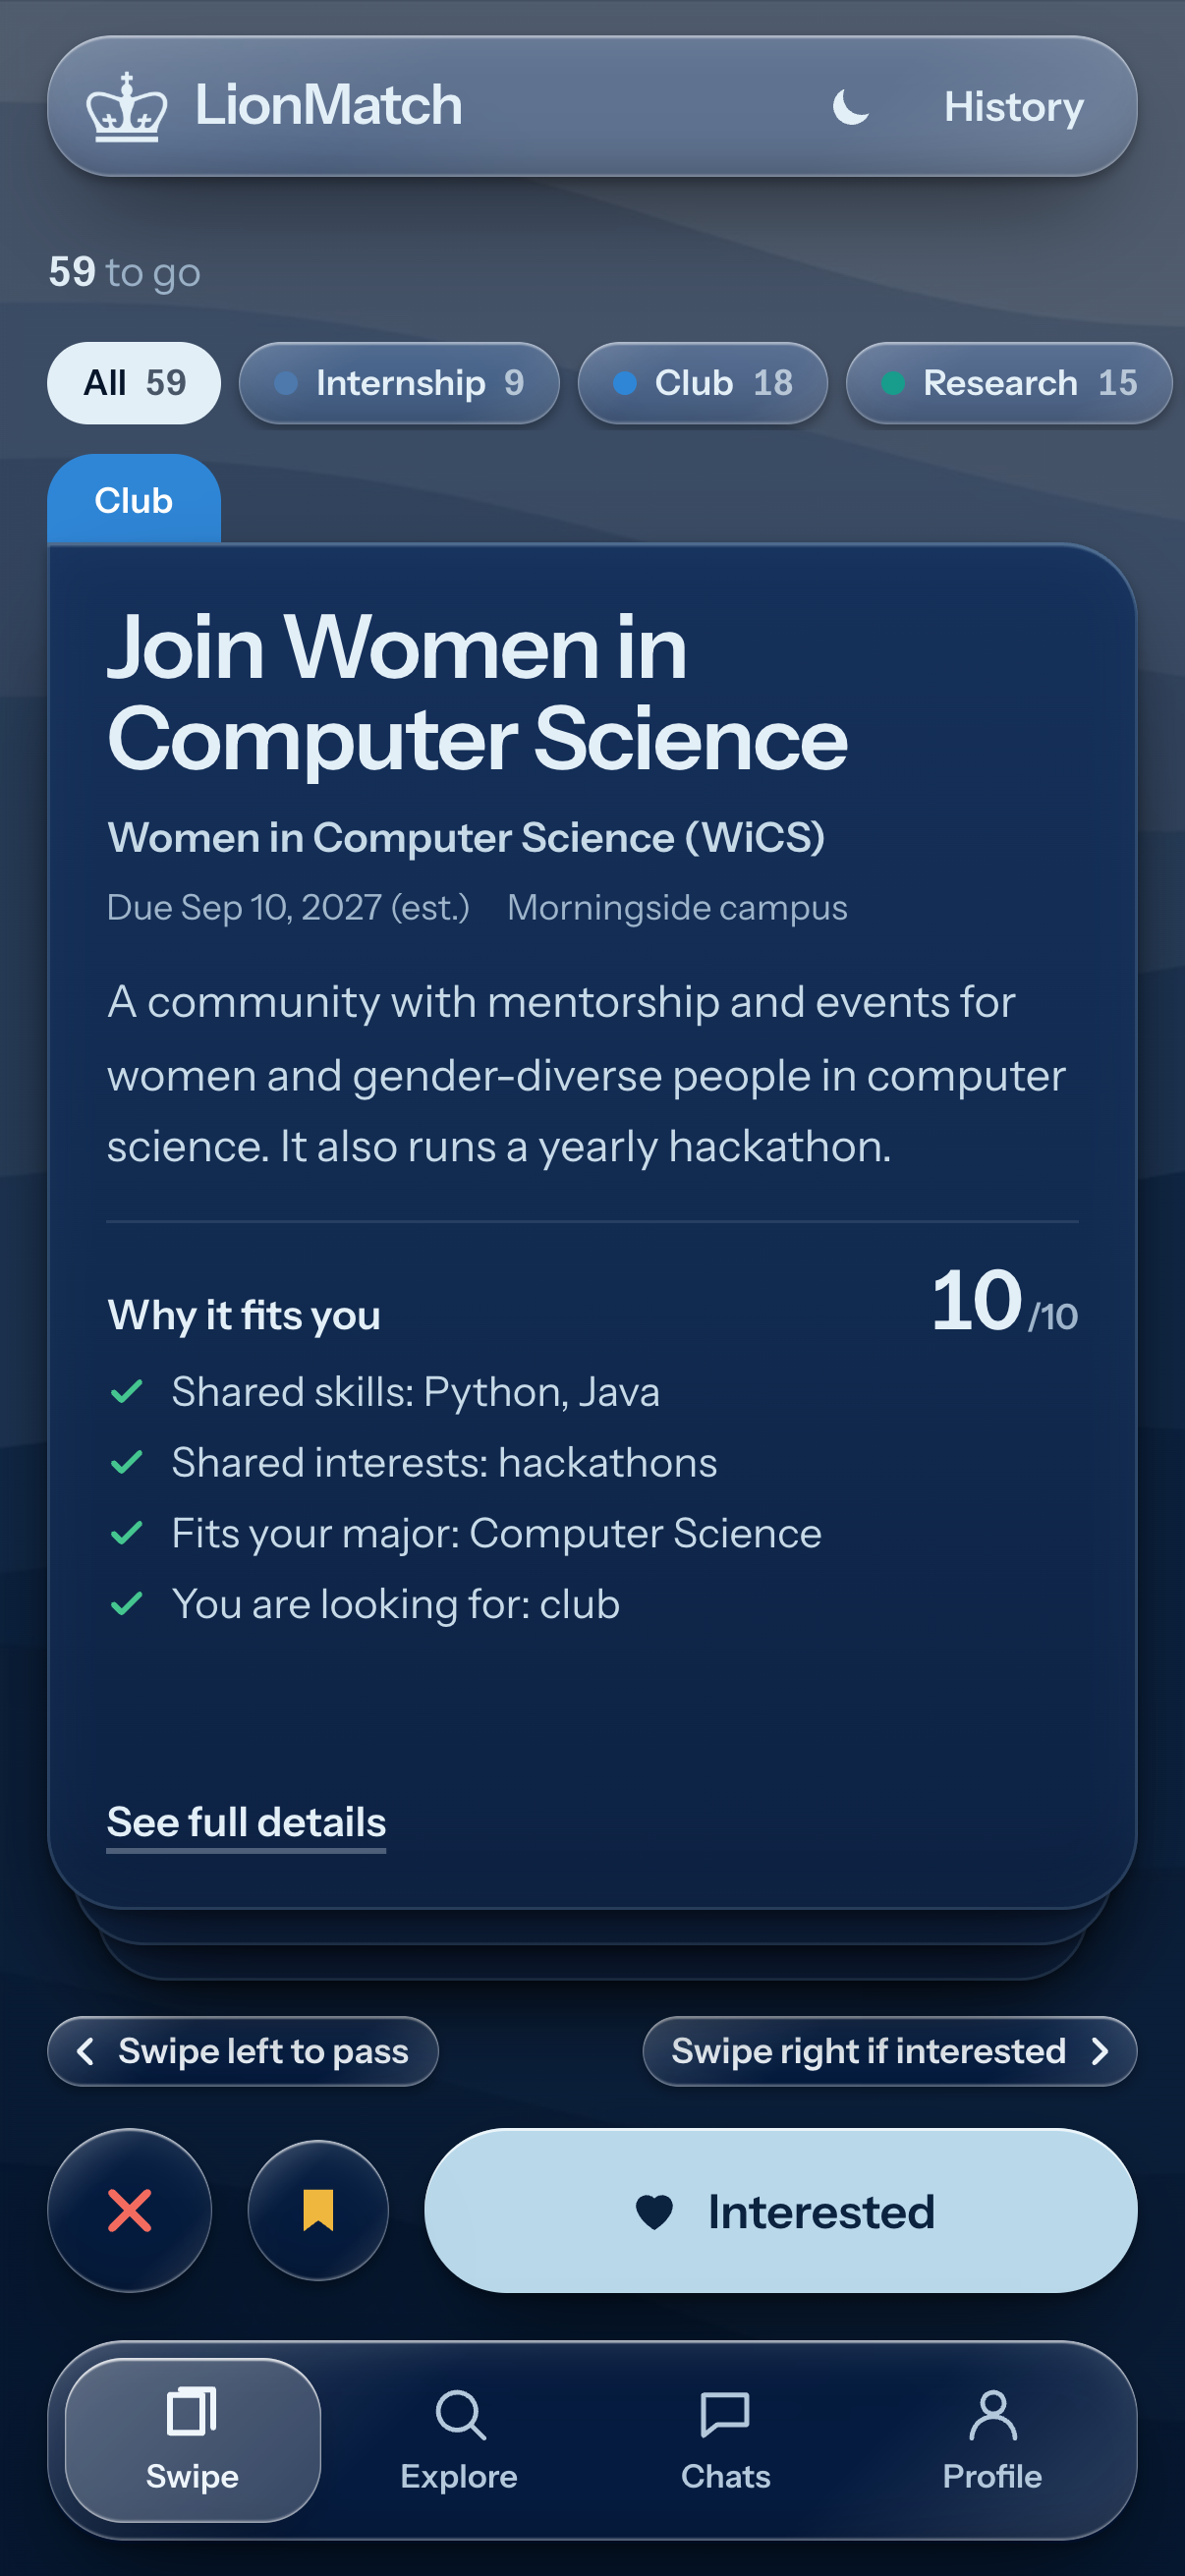 LionMatch
History
59 to go
All 59
Internship 9
Club 18
Research 15
Club
Join Women in
Computer Science
Women in Computer Science (WiCS)
Due Sep 10, 2027 (est.) Morningside campus
A community with mentorship and events for
women and gender-diverse people in computer
science. It also runs a yearly hackathon.
Why it fits you
10/10
Shared skills: Python, Java
Shared interests: hackathons
Fits your major: Computer Science
You are looking for: club
See full details
Swipe left to pass
Swipe right if interested
Interested
Swipe
Explore
Chats
Profile